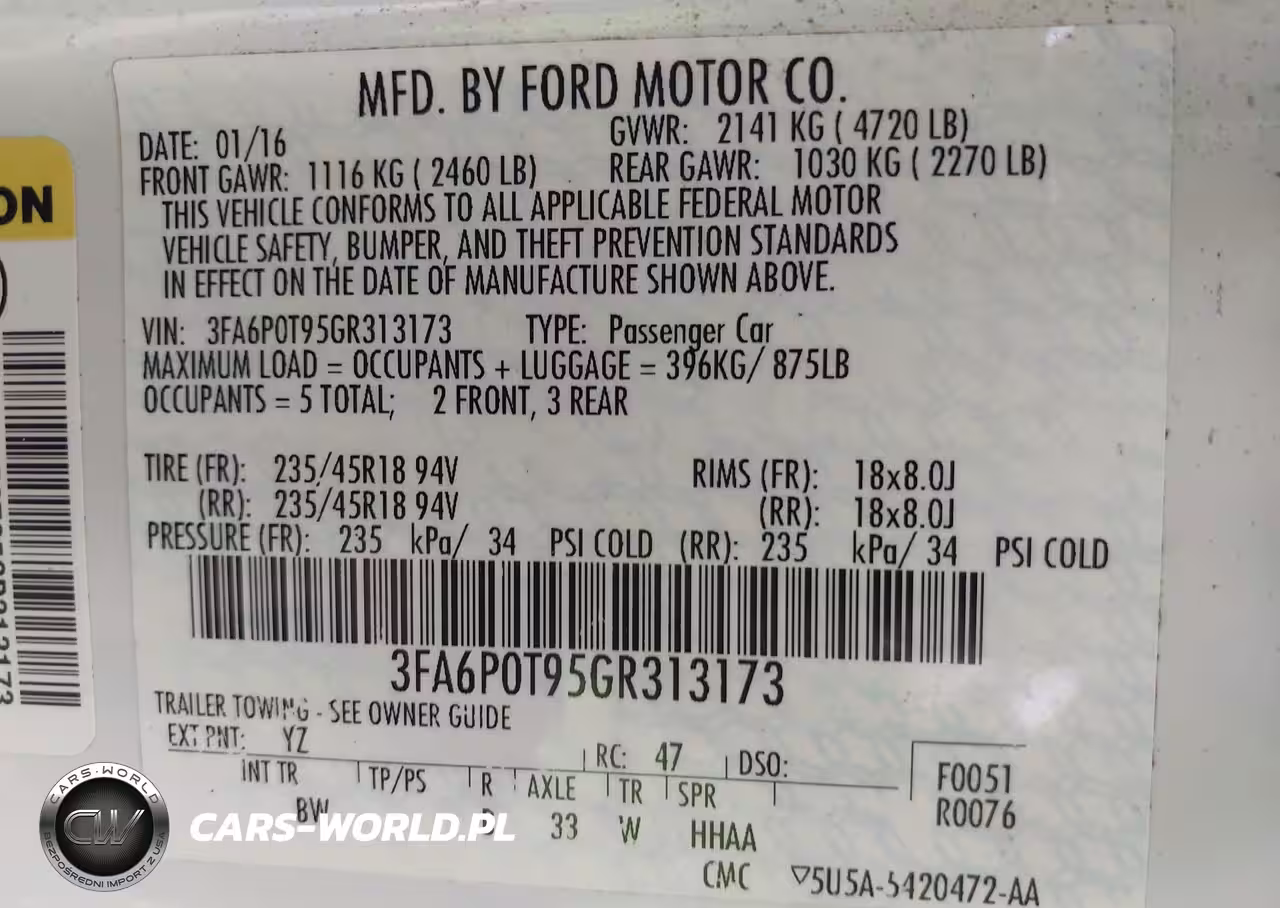 MFD. BY FORD MOTOR CO.
DATE: 01/16 GVWR: 2141 KG ( 4720 LB)
FRONT GAWR: 1116 KG ( 2460 LB) REAR GAWR: 1030 KG ( 2270 LB)
THIS VEHICLE CONFORMS TO ALL APPLICABLE FEDERAL MOTOR
VEHICLE SAFETY, BUMPER, AND THEFT PREVENTION STANDARDS
IN EFFECT ON THE DATE OF MANUFACTURE SHOWN ABOVE.
VIN: 3FA6P0T95GR313173 TYPE: Passenger Car
MAXIMUM LOAD = OCCUPANTS + LUGGAGE = 396KG/ 875LB
OCCUPANTS = 5 TOTAL; 2 FRONT, 3 REAR
TIRE (FR): 235/45R18 94V RIMS (FR): 18x8.0J
(RR): 235/45R18 94V (RR): 18x8.0J
PRESSURE (FR): 235 kPa/ 34 PSI COLD (RR): 235 kPa/ 34 PSI COLD
3FA6P0T95GR313173
TRAILER TOWING - SEE OWNER GUIDE
EXT PNT: YZ RC: 47 DSO:
INT TR TP/PS R AXLE TR SPR
BW 33 W HHAA
F0051
R0076
CMC ▽5U5A-5420472-AA
ON
CARS-WORLD
CW
BEZPOŚREDNI IMPORT Z USA
CARS-WORLD.PL